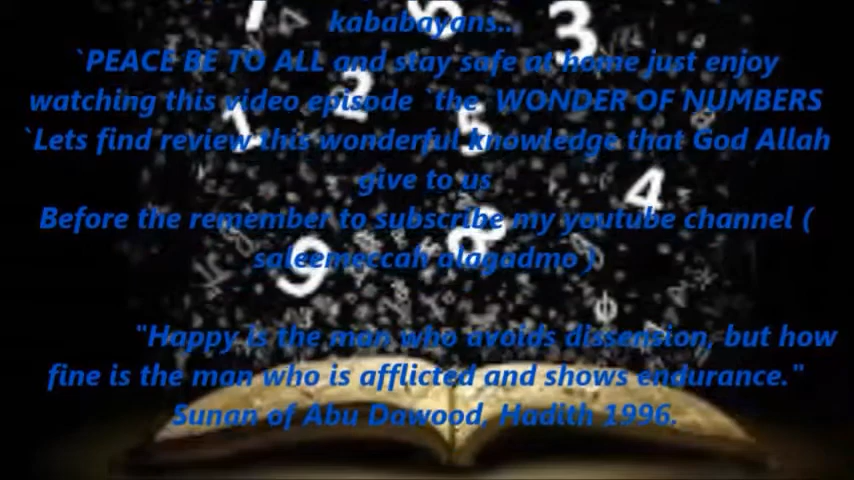 kababayans...
`PEACE BE TO ALL and stay safe at home just enjoy
watching this video episode `the WONDER OF NUMBERS
`Lets find review this wonderful knowledge that God Allah
give to us
Before the remember to subscribe my youtube channel (
saleemeccah alagadmo )
"Happy is the man who avoids dissension, but how
fine is the man who is afflicted and shows endurance."
Sunan of Abu Dawood, Hadith 1996.